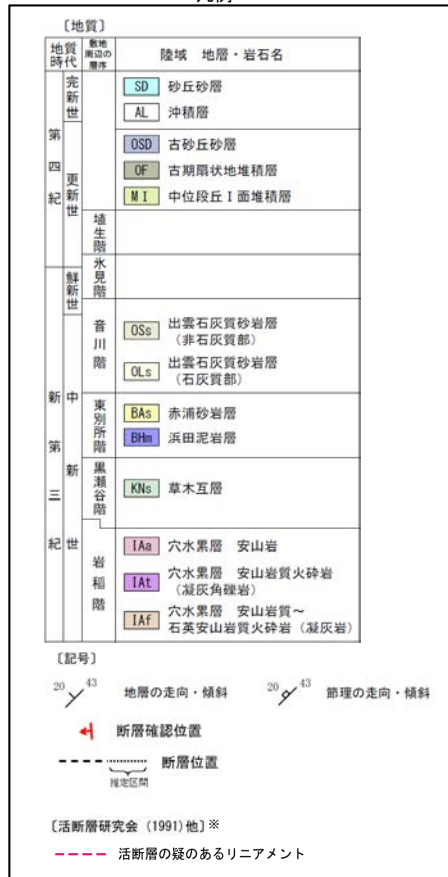 凡例
〔地質〕
地質時代
敷地周辺の層序
陸域 地層・岩石名
第四紀
完新世
SD 砂丘砂層
AL 沖積層
更新世
OSD 古砂丘砂層
OF 古期扇状地堆積層
MⅠ 中位段丘Ⅰ面堆積層
埴生階
新第三紀
鮮新世
氷見階
中新世
音川階
OSs 出雲石灰質砂岩層
（非石灰質部）
OLs 出雲石灰質砂岩層
（石灰質部）
東別所階
BAs 赤浦砂岩層
BHm 浜田泥岩層
黒瀬谷階
KNs 草木互層
岩稲階
IAa 穴水累層 安山岩
IAt 穴水累層 安山岩質火砕岩
（凝灰角礫岩）
IAf 穴水累層 安山岩質～
石英安山岩質火砕岩（凝灰岩）
〔記号〕
20 43 地層の走向・傾斜 20 43 節理の走向・傾斜
断層確認位置
断層位置
推定区間
〔活断層研究会（1991）他〕※
活断層の疑のあるリニアメント